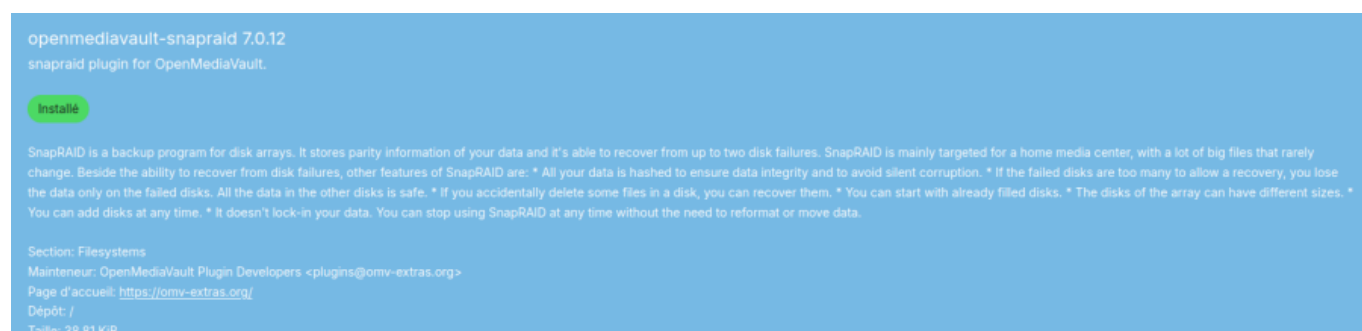 openmediavault-snapraid 7.0.12
snapraid plugin for OpenMediaVault.
Installé
SnapRAID is a backup program for disk arrays. It stores parity information of your data and it's able to recover from up to two disk failures. SnapRAID is mainly targeted for a home media center, with a lot of big files that rarely
change. Beside the ability to recover from disk failures, other features of SnapRAID are: * All your data is hashed to ensure data integrity and to avoid silent corruption. * If the failed disks are too many to allow a recovery, you lose
the data only on the failed disks. All the data in the other disks is safe. * If you accidentally delete some files in a disk, you can recover them. * You can start with already filled disks. * The disks of the array can have different sizes. *
You can add disks at any time. * It doesn't lock-in your data. You can stop using SnapRAID at any time without the need to reformat or move data.
Section: Filesystems
Mainteneur: OpenMediaVault Plugin Developers <plugins@omv-extras.org>
Page d'accueil: https://omv-extras.org/
Dépôt: /
Taille: 38.81 KiB